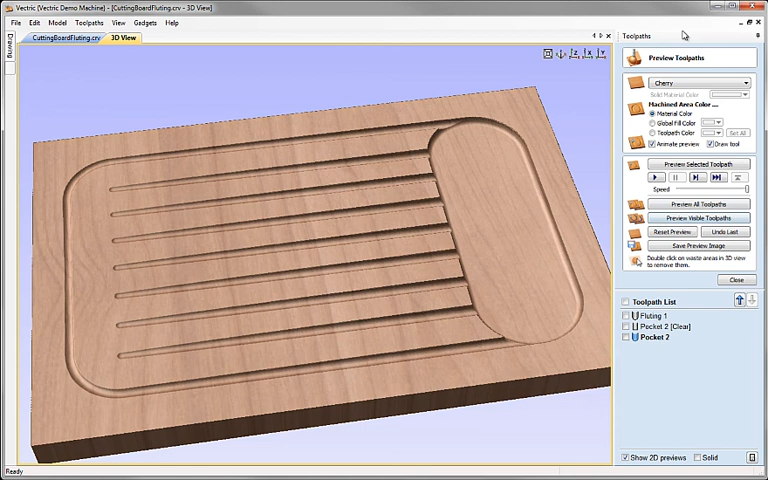 Vectric (Vectric Demo Machine) - [CuttingBoardFluting.crv - 3D View]
File Model Toolpaths View Gadgets Help
CuttingBoardFluting.crv 3D View
Drawing
Toolpaths
Preview Toolpaths
Cherry
Solid Material Color
Machined Area Color ...
Material Color
Global Fill Color
Toolpath Color Set All
Animate preview Draw tool
Preview Selected Toolpath
Speed
Preview All Toolpaths
Preview Visible Toolpaths
Reset Preview Undo Last
Save Preview Image
Double click on waste areas in 3D view
to remove them.
Close
Toolpath List
Fluting 1
Pocket 2 [Clear]
Pocket 2
Show 2D previews Solid
Ready